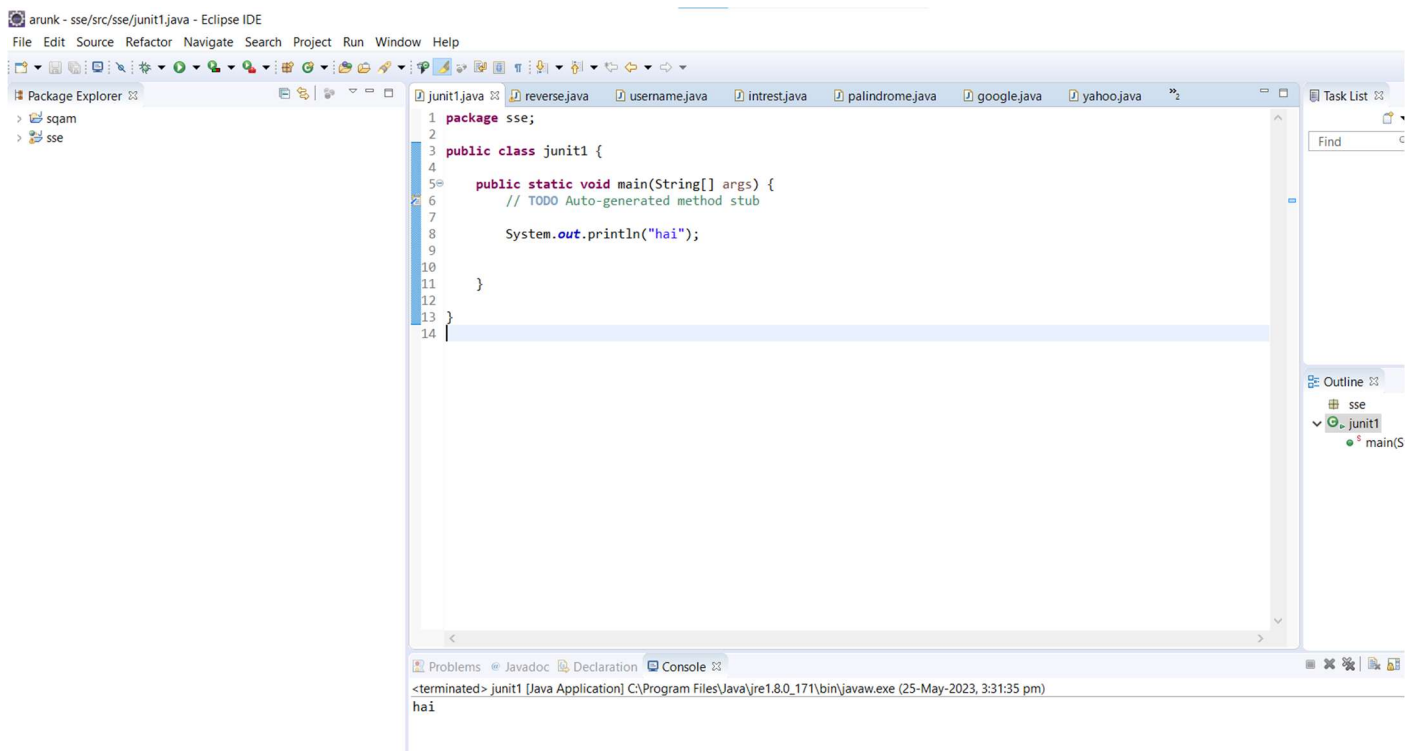 arunk - sse/src/sse/junit1.java - Eclipse IDE
File Edit Source Refactor Navigate Search Project Run Window Help
Package Explorer
sqam
sse
junit1.java reverse.java username.java intrest.java palindrome.java google.java yahoo.java »2
1 package sse;
2
3 public class junit1 {
4
5 public static void main(String[] args) {
6 // TODO Auto-generated method stub
7
8 System.out.println("hai");
9
10
11 }
12
13 }
14
Task List
Find
Outline
sse
junit1
main(S
Problems Javadoc Declaration Console
<terminated> junit1 [Java Application] C:\Program Files\Java\jre1.8.0_171\bin\javaw.exe (25-May-2023, 3:31:35 pm)
hai